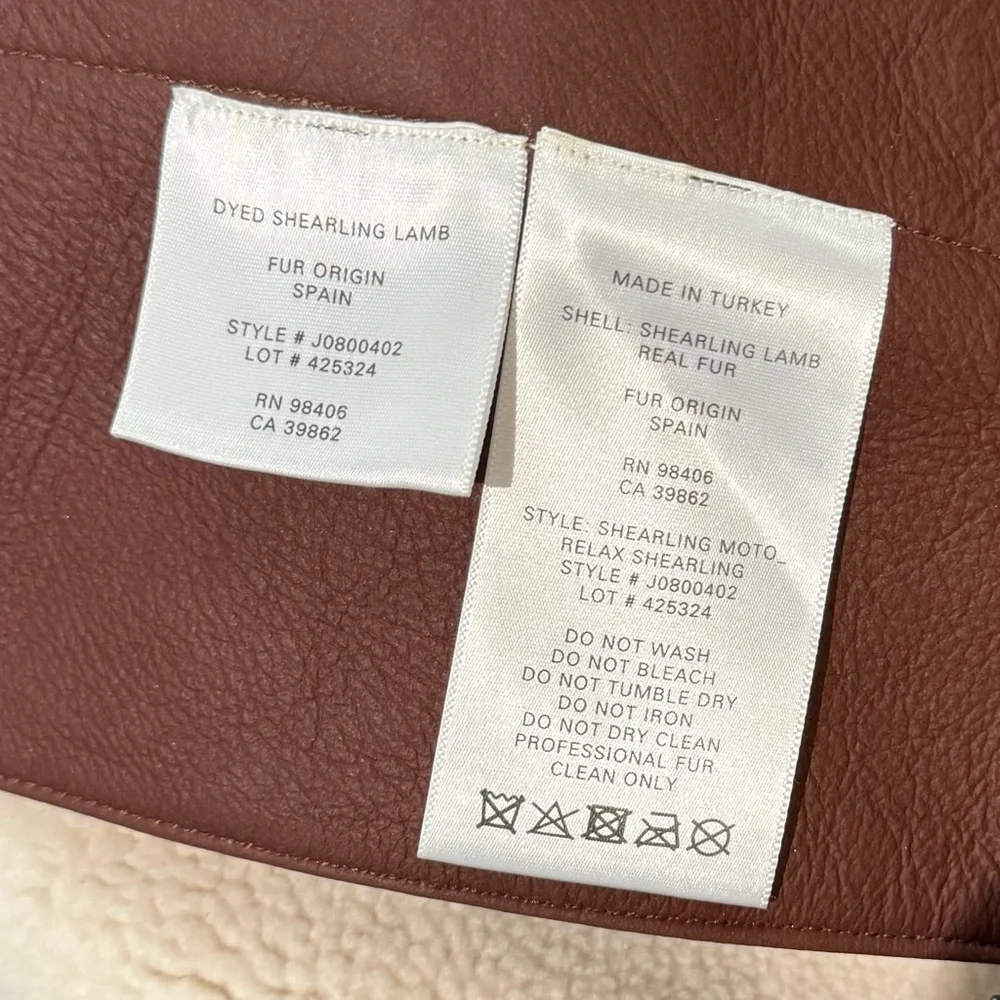 DYED SHEARLING LAMB
FUR ORIGIN
SPAIN
STYLE # J0800402
LOT # 425324
RN 98406
CA 39862
MADE IN TURKEY
SHELL: SHEARLING LAMB
REAL FUR
FUR ORIGIN
SPAIN
RN 98406
CA 39862
STYLE: SHEARLING MOTO_
RELAX SHEARLING
STYLE # J0800402
LOT # 425324
DO NOT WASH
DO NOT BLEACH
DO NOT TUMBLE DRY
DO NOT IRON
DO NOT DRY CLEAN
PROFESSIONAL FUR
CLEAN ONLY